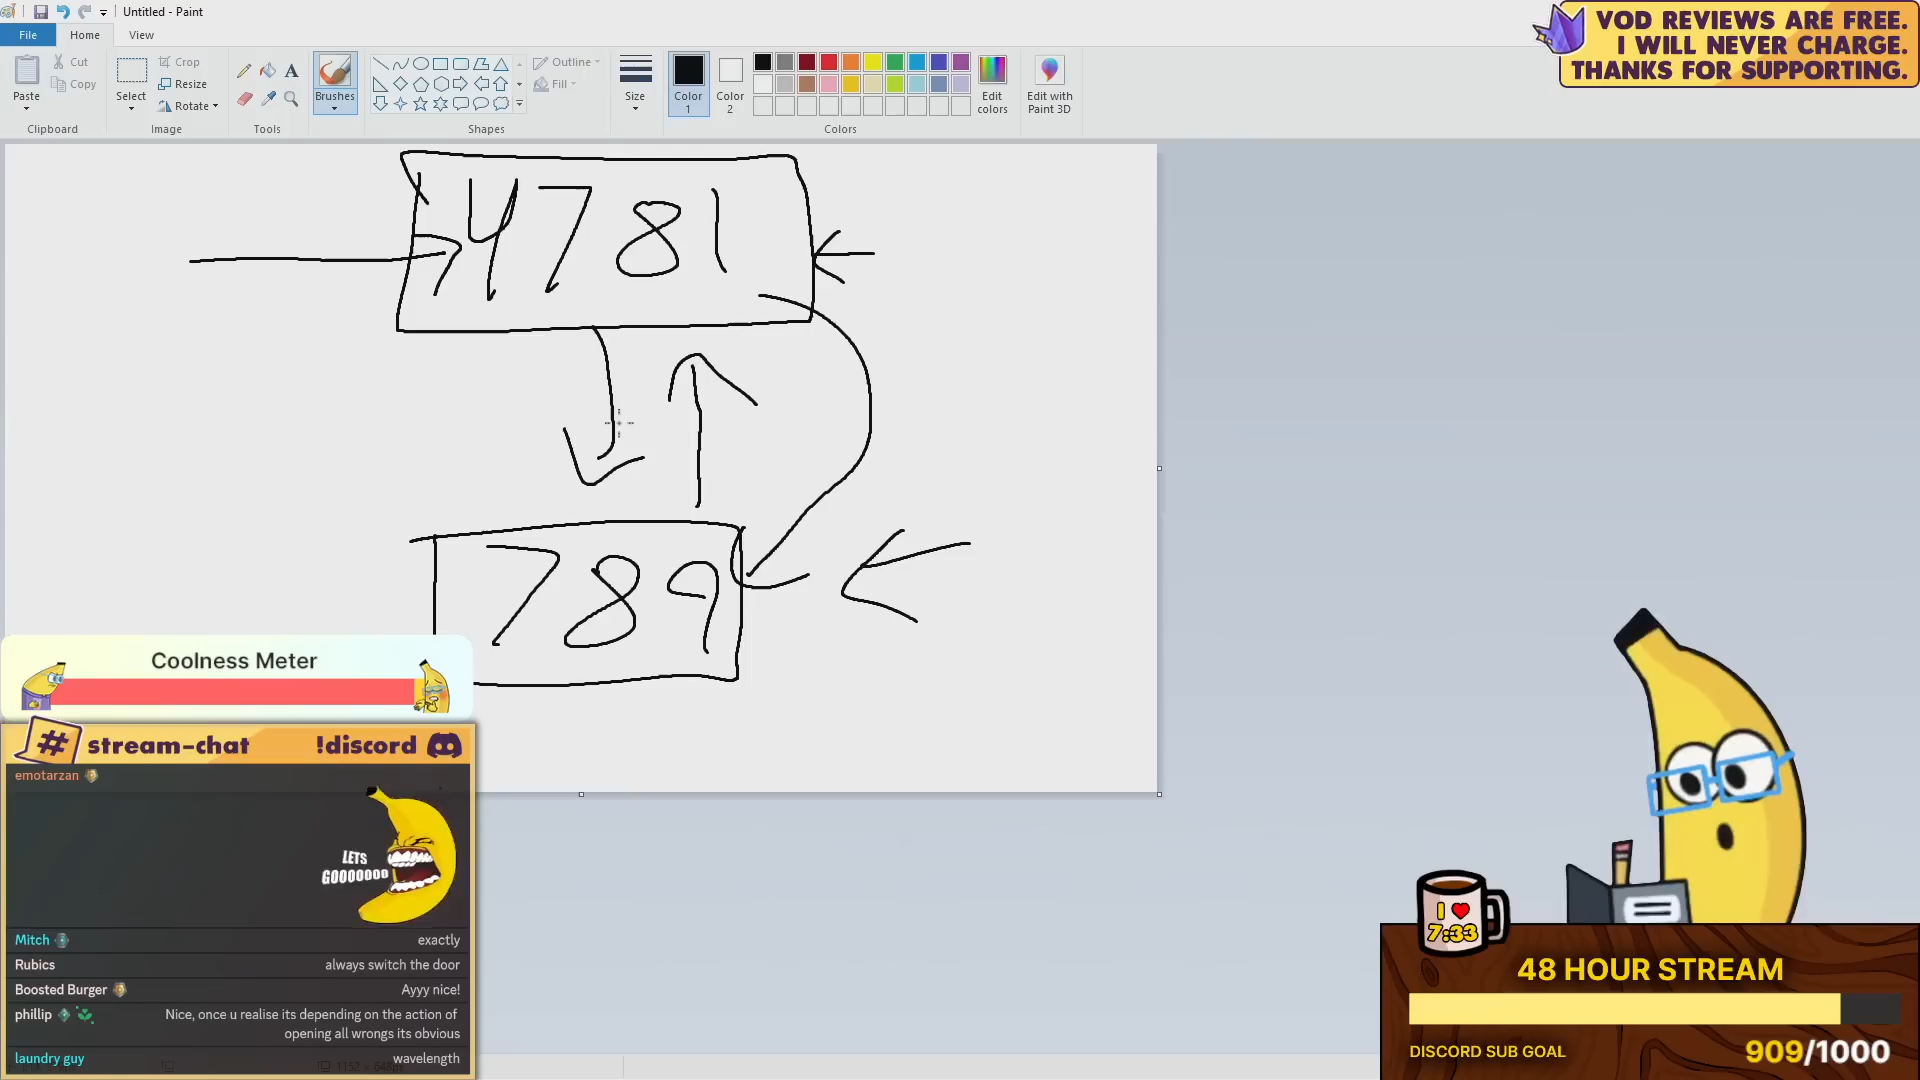 Untitled - Paint
File
Home
View
Paste
Cut
Copy
Clipboard
Select
Crop
Resize
Rotate
Image
Tools
Brushes
Shapes
Outline
Fill
Size
Color
1
Color
2
Edit
colors
Colors
Edit with
Paint 3D
VOD REVIEWS ARE FREE.
I WILL NEVER CHARGE.
THANKS FOR SUPPORTING.
4781
789
Coolness Meter
# stream-chat !discord
emotarzan
LETS
GOOOOOOO
Mitch exactly
Rubics always switch the door
Boosted Burger Ayyy nice!
phillip Nice, once u realise its depending on the action of
opening all wrongs its obvious
laundry guy wavelength
I
7:33
48 HOUR STREAM
DISCORD SUB GOAL 909/1000